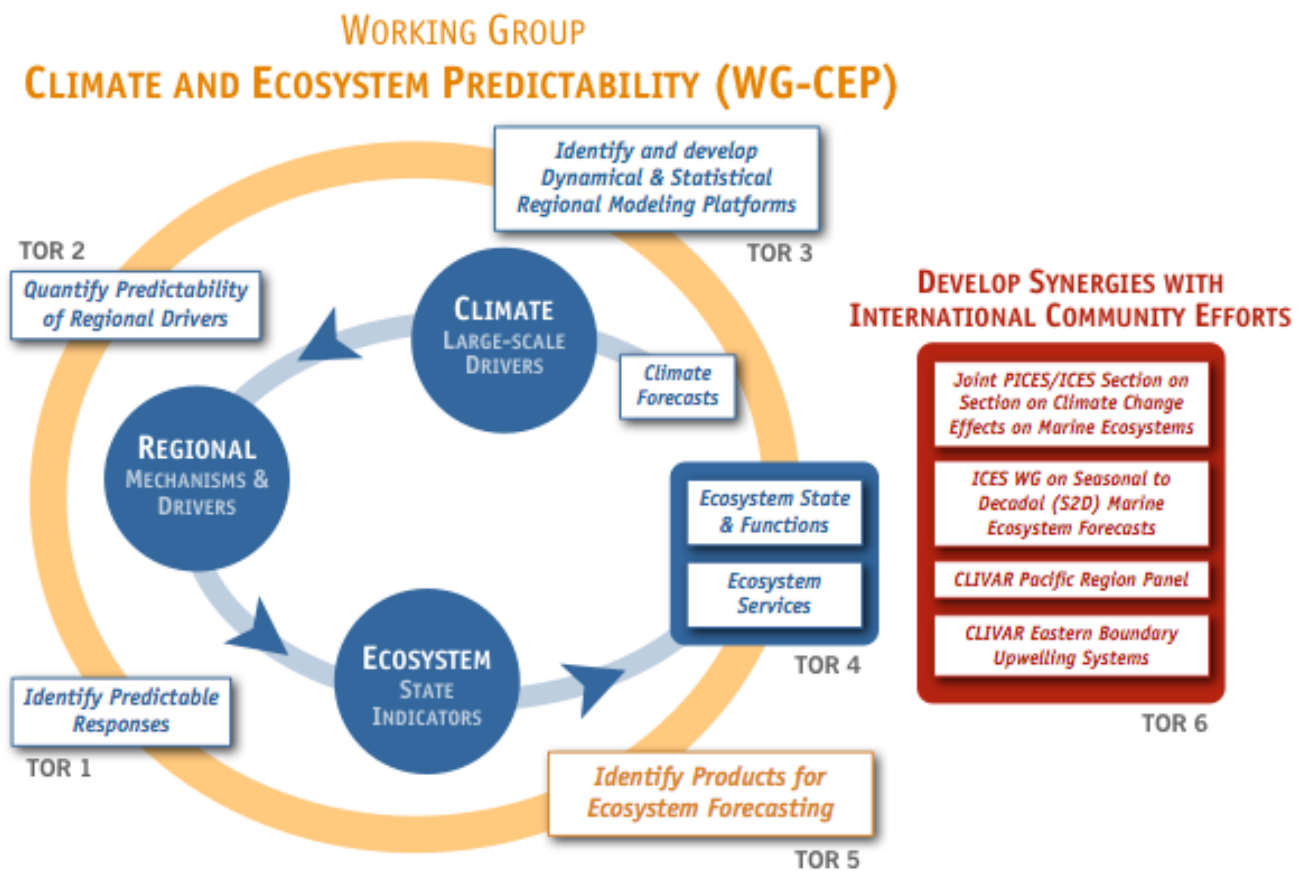 WORKING GROUP
CLIMATE AND ECOSYSTEM PREDICTABILITY (WG-CEP)
Identify and develop
Dynamical & Statistical
Regional Modeling Platforms
TOR 3
TOR 2
Quantify Predictability
of Regional Drivers
CLIMATE
LARGE-SCALE
DRIVERS
Climate
Forecasts
REGIONAL
MECHANISMS &
DRIVERS
Ecosystem State
& Functions
Ecosystem
Services
TOR 4
ECOSYSTEM
STATE
INDICATORS
Identify Predictable
Responses
TOR 1
Identify Products for
Ecosystem Forecasting
TOR 5
DEVELOP SYNERGIES WITH
INTERNATIONAL COMMUNITY EFFORTS
Joint PICES/ICES Section on
Section on Climate Change
Effects on Marine Ecosystems
ICES WG on Seasonal to
Decadal (S2D) Marine
Ecosystem Forecasts
CLIVAR Pacific Region Panel
CLIVAR Eastern Boundary
Upwelling Systems
TOR 6